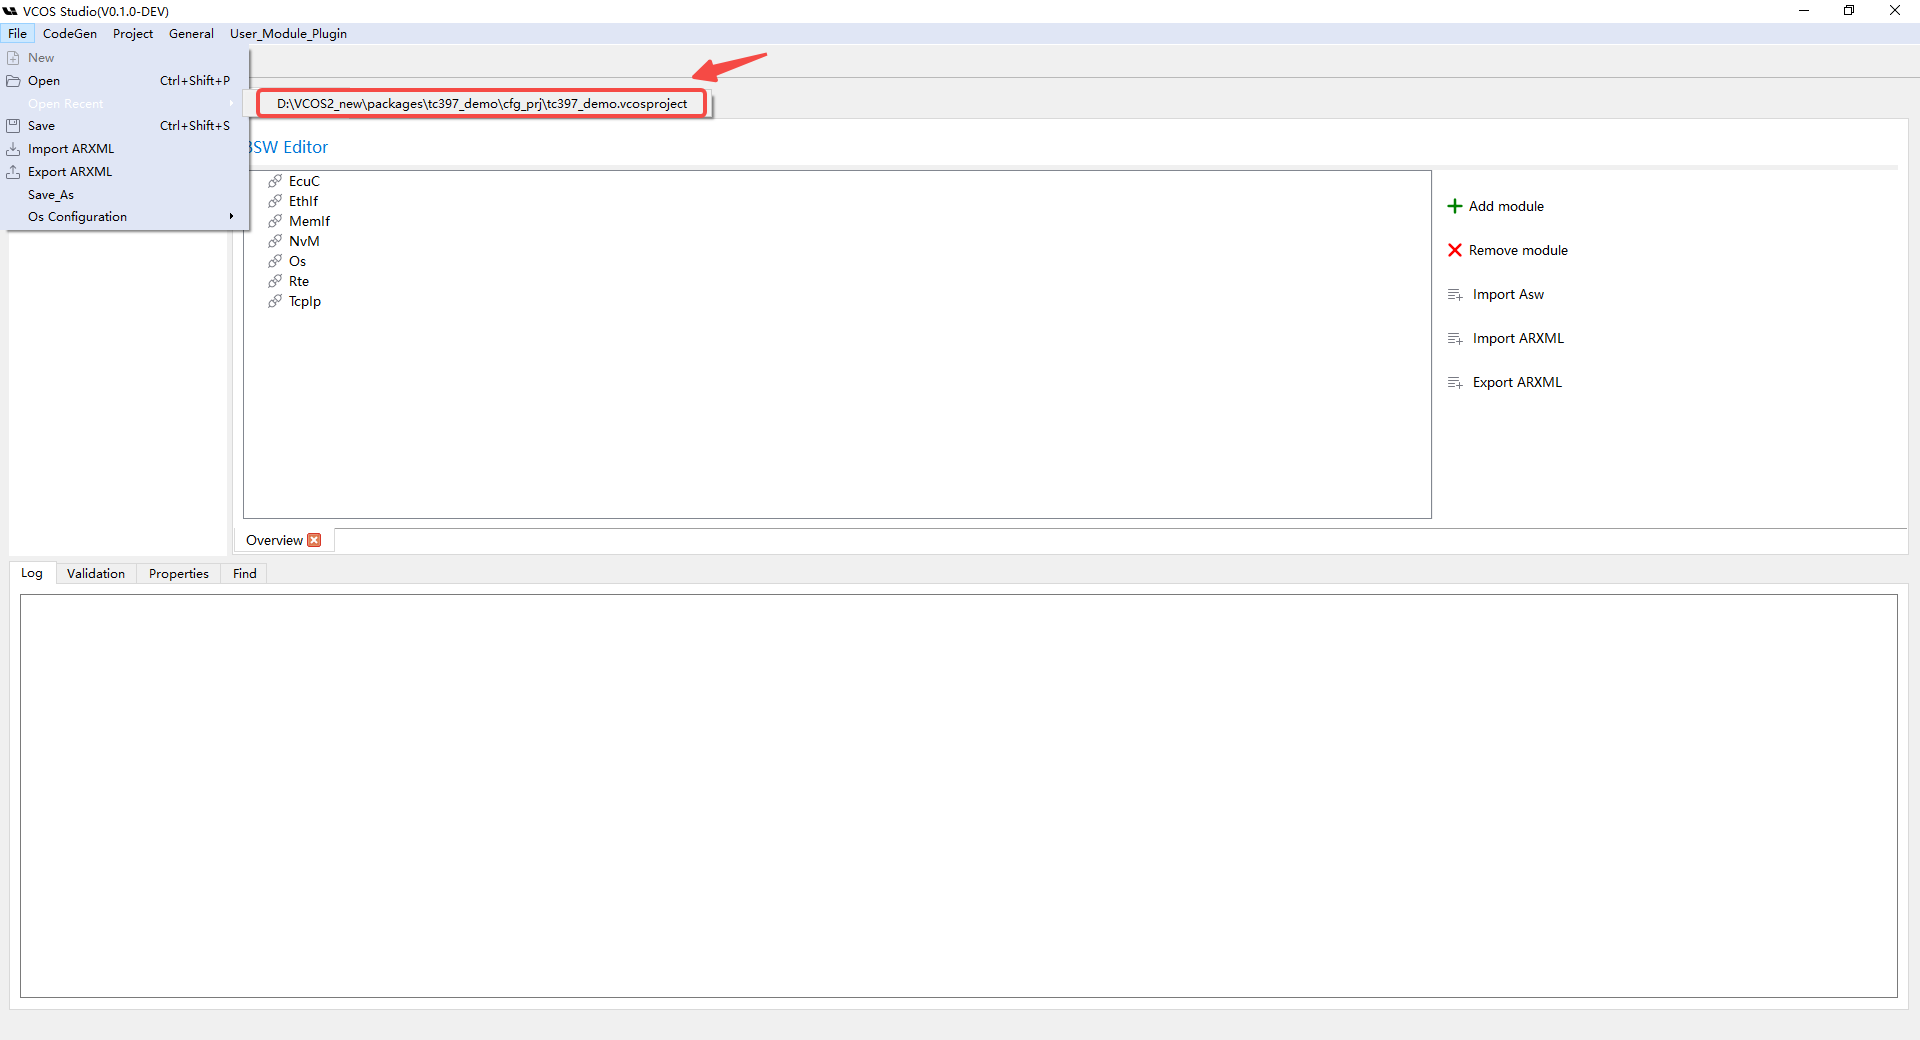 VCOS Studio(V0.1.0-DEV)
File CodeGen Project General User_Module_Plugin
New
Open Ctrl+Shift+P
Open Recent
D:\VCOS2_new\packages\tc397_demo\cfg_prj\tc397_demo.vcosproject
Save Ctrl+Shift+S
Import ARXML
Export ARXML
Save_As
Os Configuration
BSW Editor
EcuC
EthIf
MemIf
NvM
Os
Rte
TcpIp
Add module
Remove module
Import Asw
Import ARXML
Export ARXML
Overview
Log Validation Properties Find